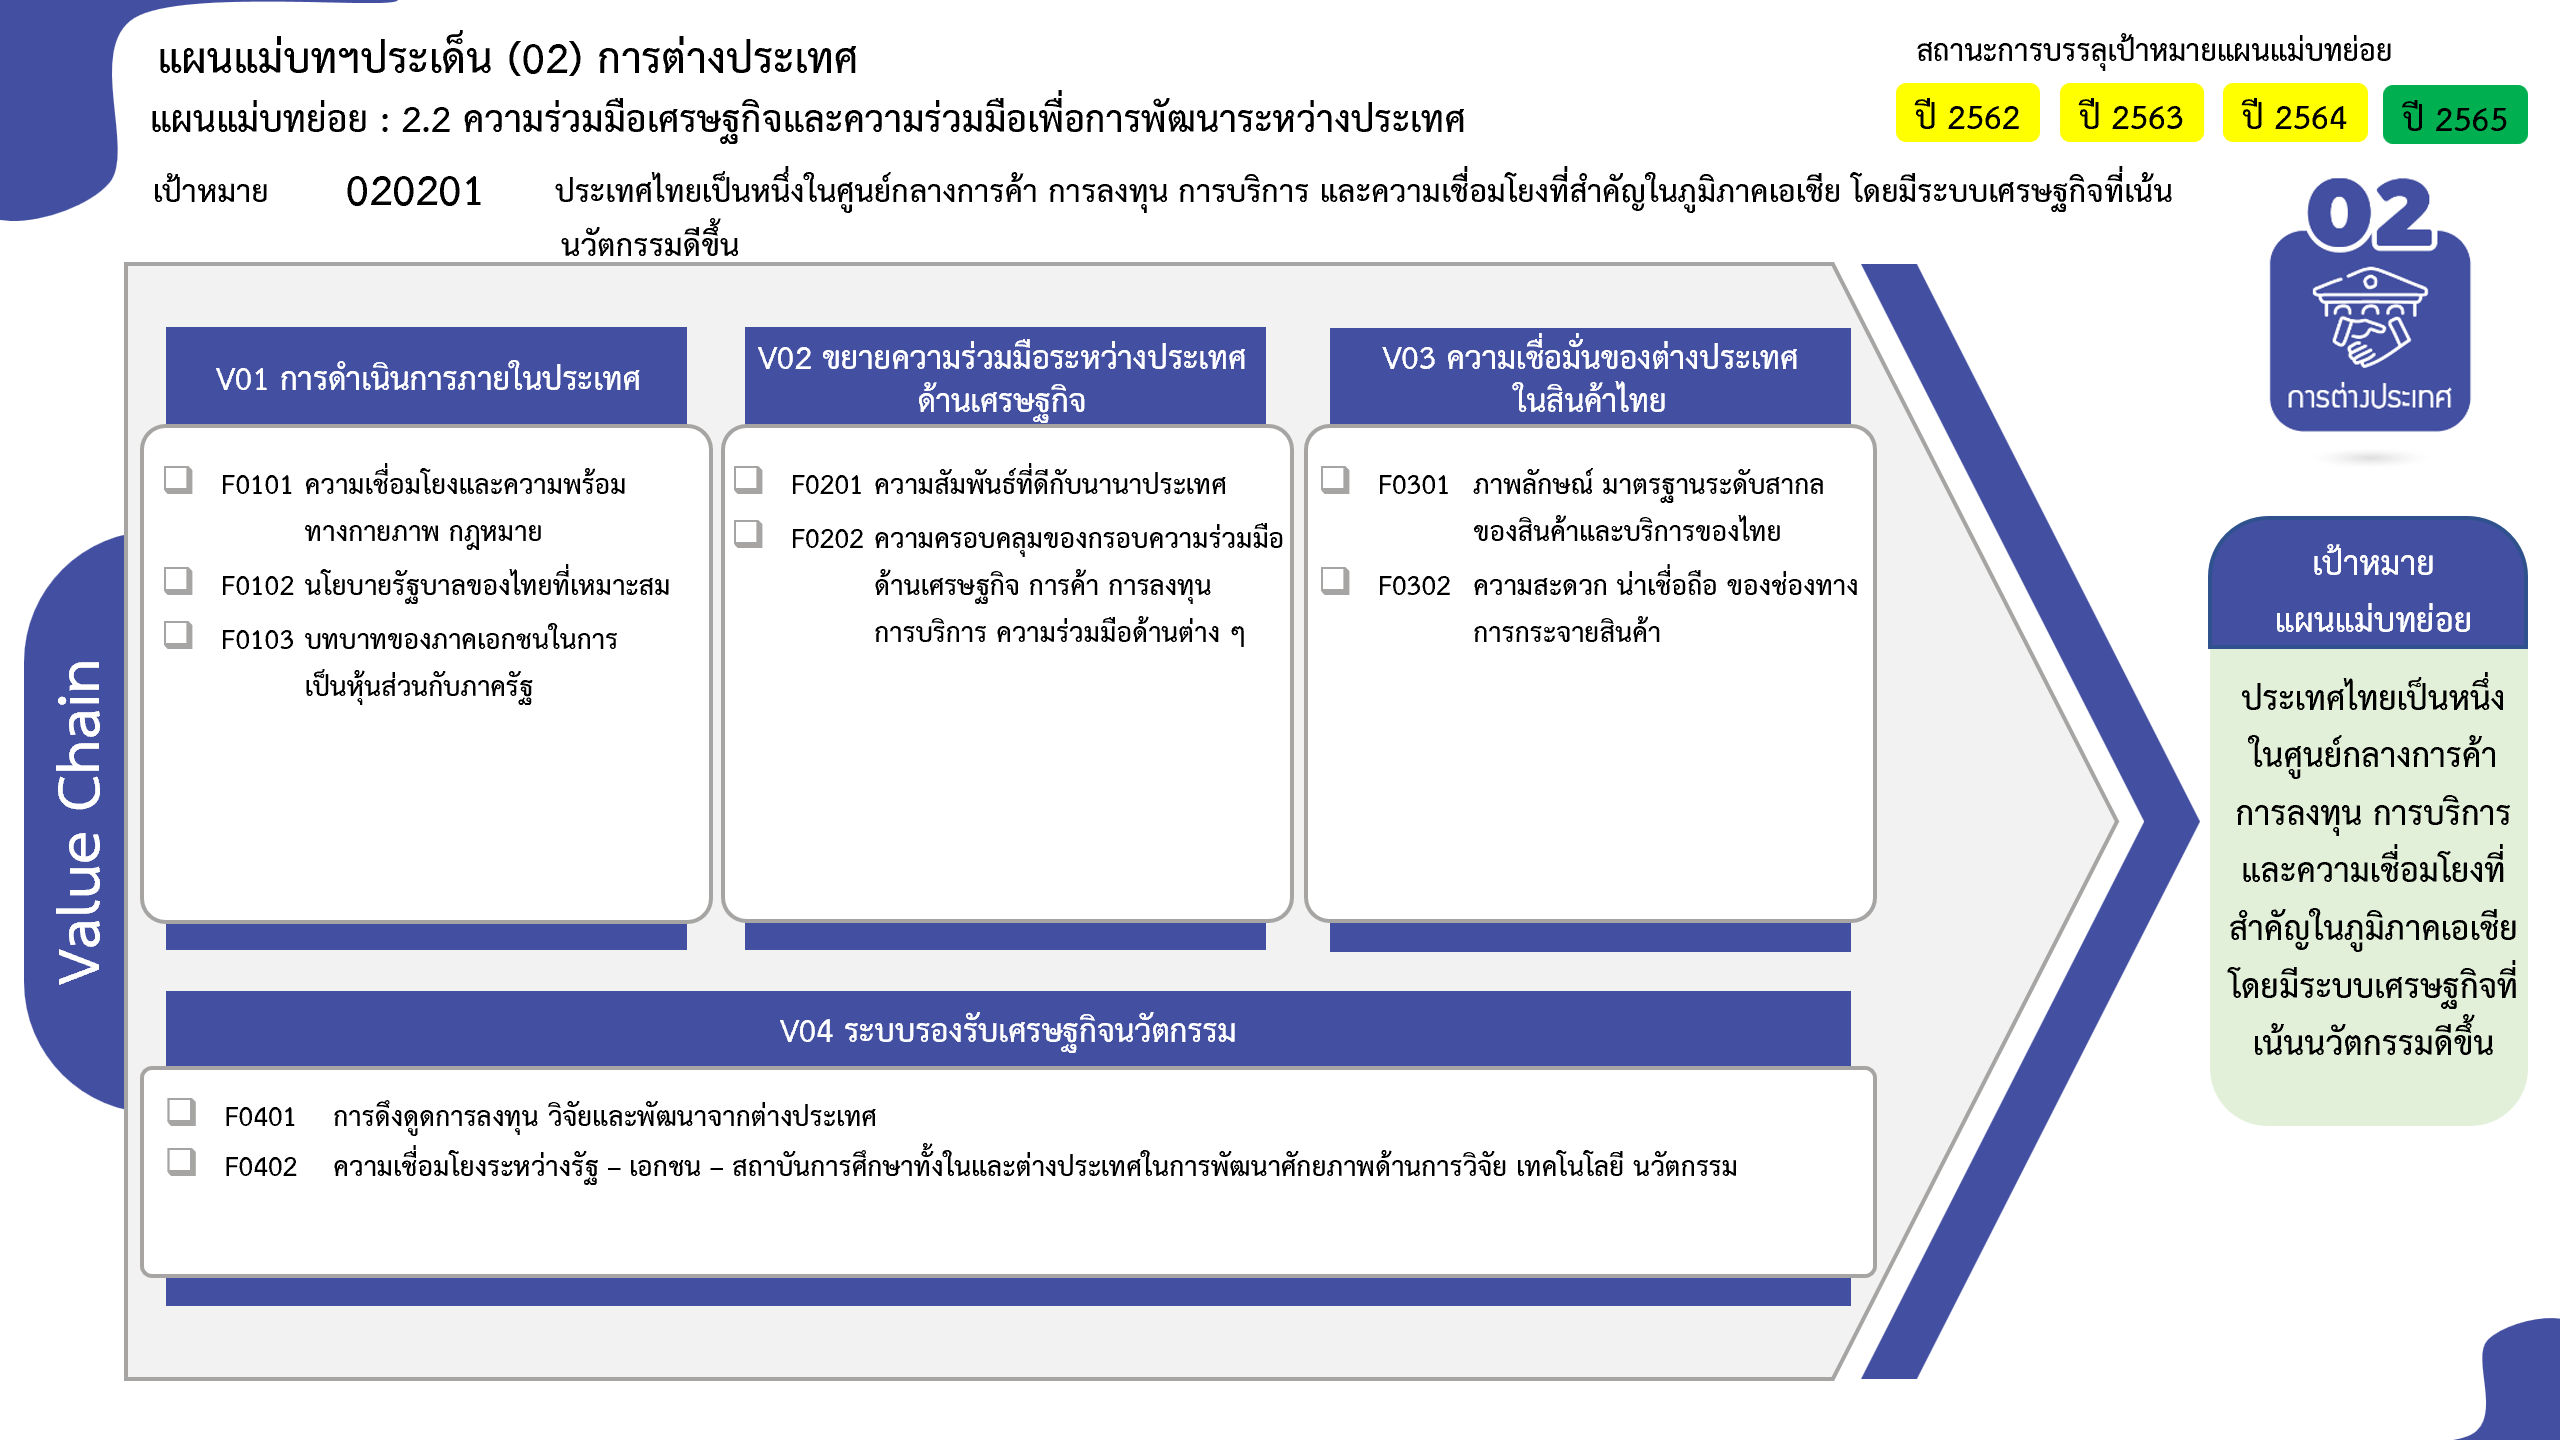 แผนแม่บทฯประเด็น (02) การต่างประเทศ
แผนแม่บทย่อย : 2.2 ความร่วมมือเศรษฐกิจและความร่วมมือเพื่อการพัฒนาระหว่างประเทศ
สถานะการบรรลุเป้าหมายแผนแม่บทย่อย
ปี 2562 ปี 2563 ปี 2564 ปี 2565
เป้าหมาย 020201 ประเทศไทยเป็นหนึ่งในศูนย์กลางการค้า การลงทุน การบริการ และความเชื่อมโยงที่สำคัญในภูมิภาคเอเชีย โดยมีระบบเศรษฐกิจที่เน้น
นวัตกรรมดีขึ้น
02
การต่างประเทศ
Value Chain
V01 การดำเนินการภายในประเทศ
F0101 ความเชื่อมโยงและความพร้อม
ทางกายภาพ กฎหมาย
F0102 นโยบายรัฐบาลของไทยที่เหมาะสม
F0103 บทบาทของภาคเอกชนในการ
เป็นหุ้นส่วนกับภาครัฐ
V02 ขยายความร่วมมือระหว่างประเทศ
ด้านเศรษฐกิจ
F0201 ความสัมพันธ์ที่ดีกับนานาประเทศ
F0202 ความครอบคลุมของกรอบความร่วมมือ
ด้านเศรษฐกิจ การค้า การลงทุน
การบริการ ความร่วมมือด้านต่าง ๆ
V03 ความเชื่อมั่นของต่างประเทศ
ในสินค้าไทย
F0301 ภาพลักษณ์ มาตรฐานระดับสากล
ของสินค้าและบริการของไทย
F0302 ความสะดวก น่าเชื่อถือ ของช่องทาง
การกระจายสินค้า
V04 ระบบรองรับเศรษฐกิจนวัตกรรม
F0401 การดึงดูดการลงทุน วิจัยและพัฒนาจากต่างประเทศ
F0402 ความเชื่อมโยงระหว่างรัฐ – เอกชน – สถาบันการศึกษาทั้งในและต่างประเทศในการพัฒนาศักยภาพด้านการวิจัย เทคโนโลยี นวัตกรรม
เป้าหมาย
แผนแม่บทย่อย
ประเทศไทยเป็นหนึ่ง
ในศูนย์กลางการค้า
การลงทุน การบริการ
และความเชื่อมโยงที่
สำคัญในภูมิภาคเอเชีย
โดยมีระบบเศรษฐกิจที่
เน้นนวัตกรรมดีขึ้น